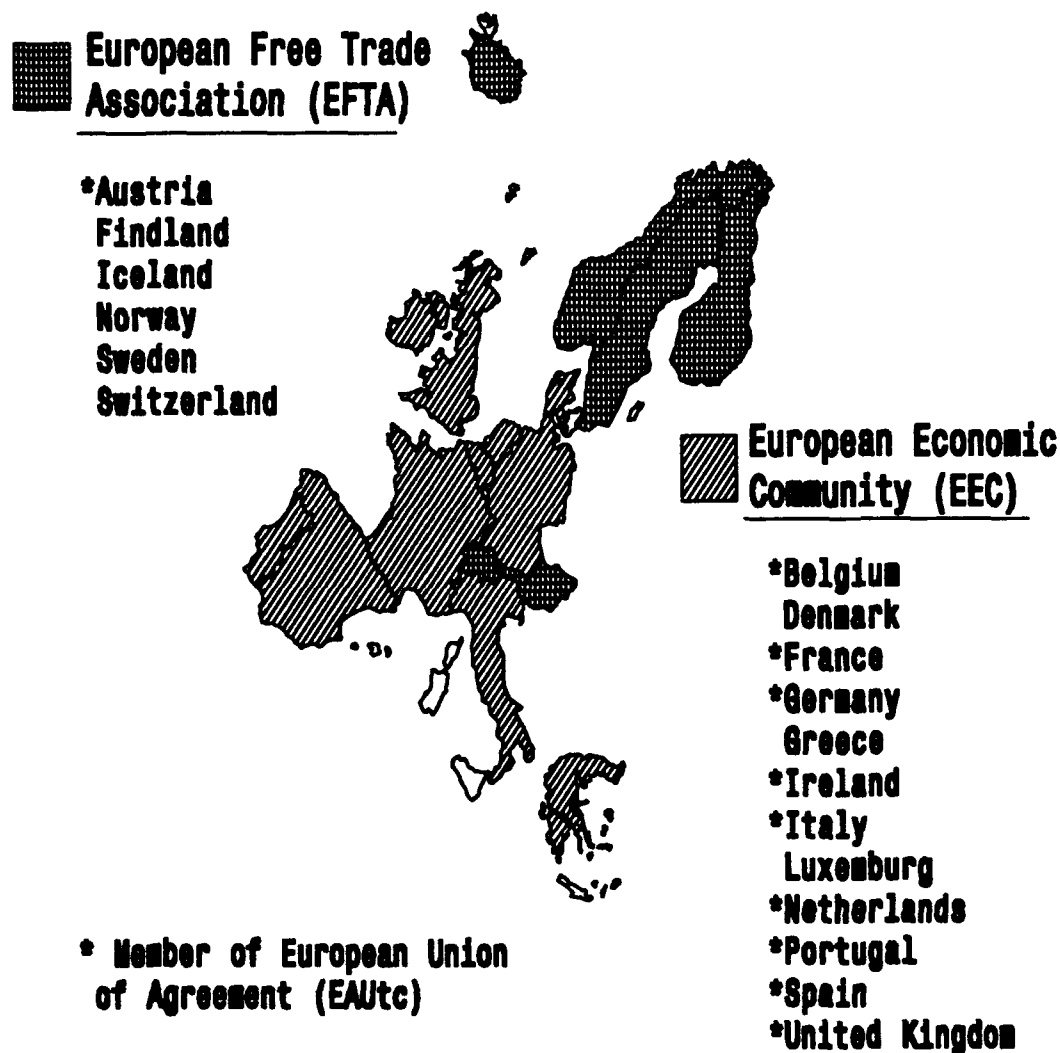 European Free Trade
Association (EFTA)
*Austria
Findland
Iceland
Norway
Sweden
Switzerland
European Economic
Community (EEC)
*Belgium
Denmark
*France
*Germany
Greece
*Ireland
*Italy
Luxemburg
*Netherlands
*Portugal
*Spain
*United Kingdom
* Member of European Union
of Agreement (EAUtc)